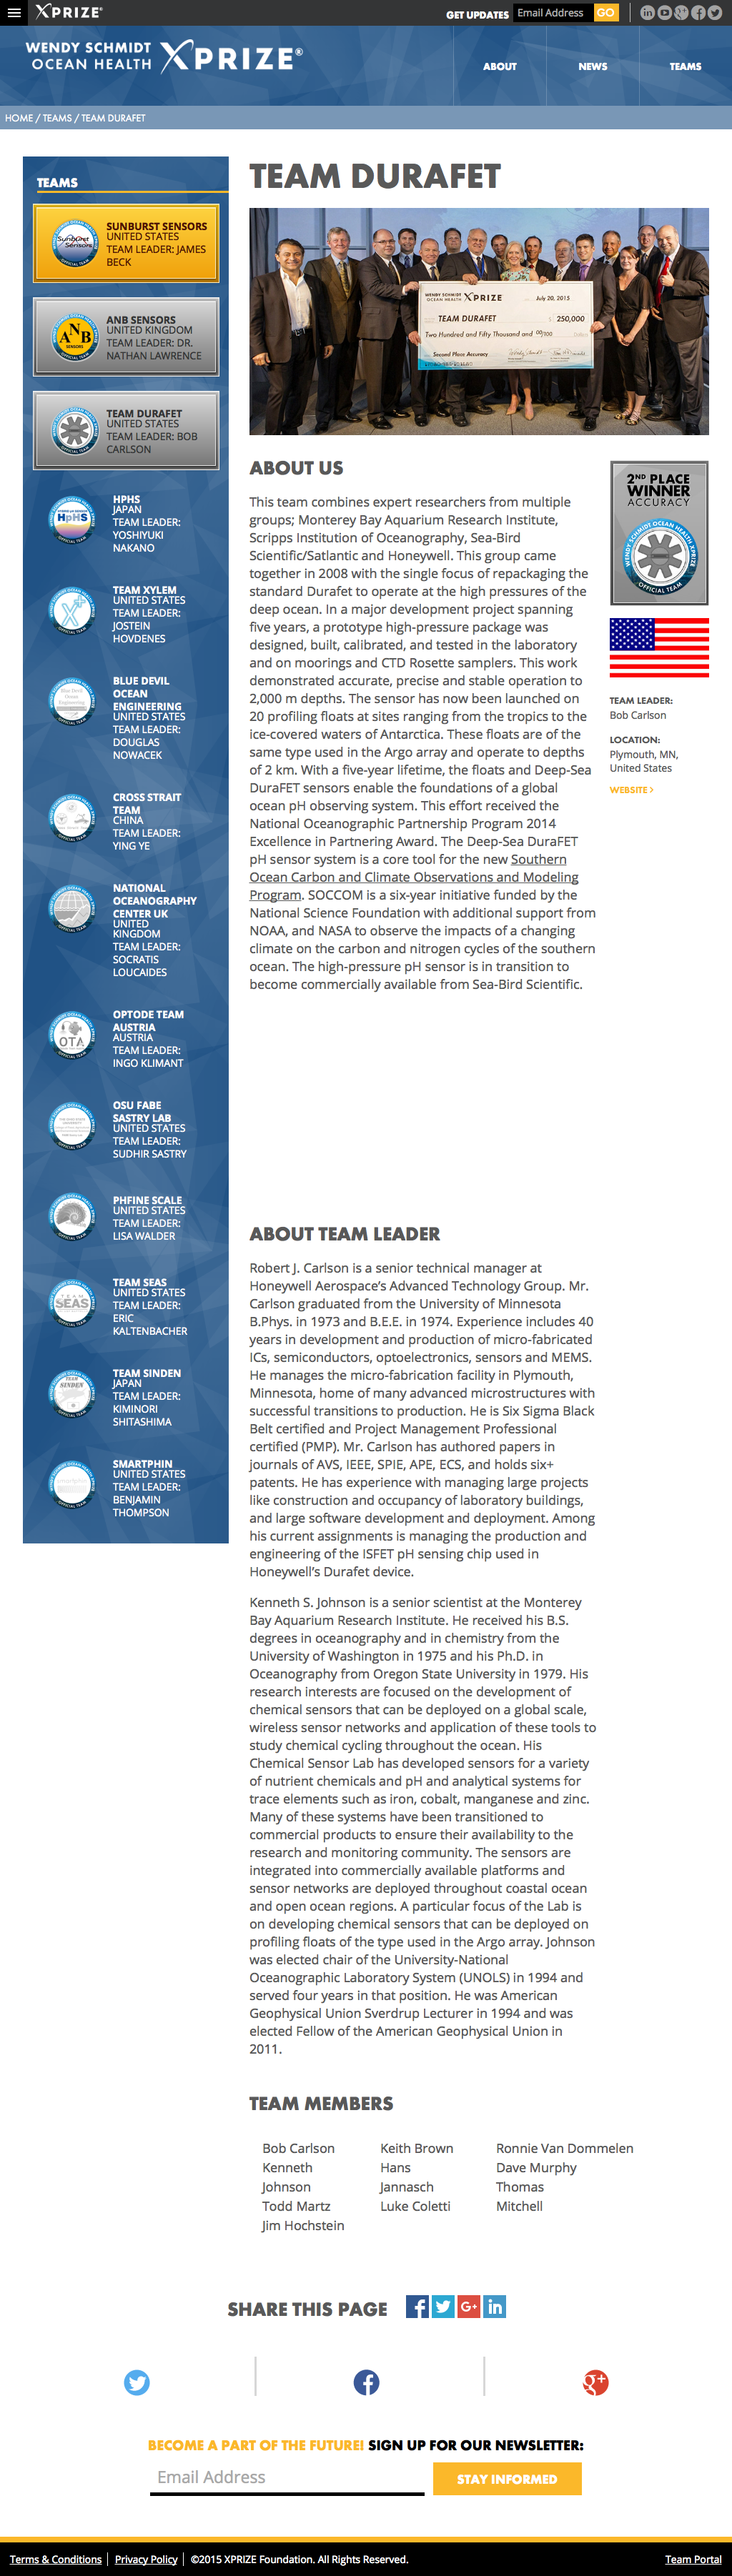 XPRIZE®
GET UPDATES Email Address GO
WENDY SCHMIDT
OCEAN HEALTH XPRIZE®
ABOUT NEWS TEAMS
HOME / TEAMS / TEAM DURAFET
TEAMS
SUNBURST SENSORS
UNITED STATES
TEAM LEADER: JAMES
BECK
ANB SENSORS
UNITED KINGDOM
TEAM LEADER: DR.
NATHAN LAWRENCE
TEAM DURAFET
UNITED STATES
TEAM LEADER: BOB
CARLSON
HPHS
JAPAN
TEAM LEADER:
YOSHIYUKI
NAKANO
TEAM XYLEM
UNITED STATES
TEAM LEADER:
JOSTEIN
HOVDENES
BLUE DEVIL
OCEAN
ENGINEERING
UNITED STATES
TEAM LEADER:
DOUGLAS
NOWACEK
CROSS STRAIT
TEAM
CHINA
TEAM LEADER:
YING YE
NATIONAL
OCEANOGRAPHY
CENTER UK
UNITED
KINGDOM
TEAM LEADER:
SOCRATIS
LOUCAIDES
OPTODE TEAM
AUSTRIA
AUSTRIA
TEAM LEADER:
INGO KLIMANT
OSU FABE
SASTRY LAB
UNITED STATES
TEAM LEADER:
SUDHIR SASTRY
PHFINE SCALE
UNITED STATES
TEAM LEADER:
LISA WALDER
TEAM SEAS
UNITED STATES
TEAM LEADER:
ERIC
KALTENBACHER
TEAM SINDEN
JAPAN
TEAM LEADER:
KIMINORI
SHITASHIMA
SMARTPHIN
UNITED STATES
TEAM LEADER:
BENJAMIN
THOMPSON
TEAM DURAFET
WENDY SCHMIDT
OCEAN HEALTH XPRIZE
July 20, 2015
TEAM DURAFET $ 250,000
Two Hundred and Fifty Thousand and 00/100
Second Place Accuracy
ABOUT US
This team combines expert researchers from multiple
groups; Monterey Bay Aquarium Research Institute,
Scripps Institution of Oceanography, Sea-Bird
Scientific/Satlantic and Honeywell. This group came
together in 2008 with the single focus of repackaging the
standard Durafet to operate at the high pressures of the
deep ocean. In a major development project spanning
five years, a prototype high-pressure package was
designed, built, calibrated, and tested in the laboratory
and on moorings and CTD Rosette samplers. This work
demonstrated accurate, precise and stable operation to
2,000 m depths. The sensor has now been launched on
20 profiling floats at sites ranging from the tropics to the
ice-covered waters of Antarctica. These floats are of the
same type used in the Argo array and operate to depths
of 2 km. With a five-year lifetime, the floats and Deep-Sea
DuraFET sensors enable the foundations of a global
ocean pH observing system. This effort received the
National Oceanographic Partnership Program 2014
Excellence in Partnering Award. The Deep-Sea DuraFET
pH sensor system is a core tool for the new Southern
Ocean Carbon and Climate Observations and Modeling
Program. SOCCOM is a six-year initiative funded by the
National Science Foundation with additional support from
NOAA, and NASA to observe the impacts of a changing
climate on the carbon and nitrogen cycles of the southern
ocean. The high-pressure pH sensor is in transition to
become commercially available from Sea-Bird Scientific.
2ND PLACE
WINNER
ACCURACY
WENDY SCHMIDT OCEAN HEALTH XPRIZE
OFFICIAL TEAM
TEAM LEADER:
Bob Carlson
LOCATION:
Plymouth, MN,
United States
WEBSITE >
ABOUT TEAM LEADER
Robert J. Carlson is a senior technical manager at
Honeywell Aerospace's Advanced Technology Group. Mr.
Carlson graduated from the University of Minnesota
B.Phys. in 1973 and B.E.E. in 1974. Experience includes 40
years in development and production of micro-fabricated
ICs, semiconductors, optoelectronics, sensors and MEMS.
He manages the micro-fabrication facility in Plymouth,
Minnesota, home of many advanced microstructures with
successful transitions to production. He is Six Sigma Black
Belt certified and Project Management Professional
certified (PMP). Mr. Carlson has authored papers in
journals of AVS, IEEE, SPIE, APE, ECS, and holds six+
patents. He has experience with managing large projects
like construction and occupancy of laboratory buildings,
and large software development and deployment. Among
his current assignments is managing the production and
engineering of the ISFET pH sensing chip used in
Honeywell's Durafet device.
Kenneth S. Johnson is a senior scientist at the Monterey
Bay Aquarium Research Institute. He received his B.S.
degrees in oceanography and in chemistry from the
University of Washington in 1975 and his Ph.D. in
Oceanography from Oregon State University in 1979. His
research interests are focused on the development of
chemical sensors that can be deployed on a global scale,
wireless sensor networks and application of these tools to
study chemical cycling throughout the ocean. His
Chemical Sensor Lab has developed sensors for a variety
of nutrient chemicals and pH and analytical systems for
trace elements such as iron, cobalt, manganese and zinc.
Many of these systems have been transitioned to
commercial products to ensure their availability to the
research and monitoring community. The sensors are
integrated into commercially available platforms and
sensor networks are deployed throughout coastal ocean
and open ocean regions. A particular focus of the Lab is
on developing chemical sensors that can be deployed on
profiling floats of the type used in the Argo array. Johnson
was elected chair of the University-National
Oceanographic Laboratory System (UNOLS) in 1994 and
served four years in that position. He was American
Geophysical Union Sverdrup Lecturer in 1994 and was
elected Fellow of the American Geophysical Union in
2011.
TEAM MEMBERS
Bob Carlson
Kenneth
Johnson
Todd Martz
Jim Hochstein
Keith Brown
Hans
Jannasch
Luke Coletti
Ronnie Van Dommelen
Dave Murphy
Thomas
Mitchell
SHARE THIS PAGE
BECOME A PART OF THE FUTURE! SIGN UP FOR OUR NEWSLETTER:
Email Address STAY INFORMED
Terms & Conditions | Privacy Policy | ©2015 XPRIZE Foundation. All Rights Reserved. Team Portal